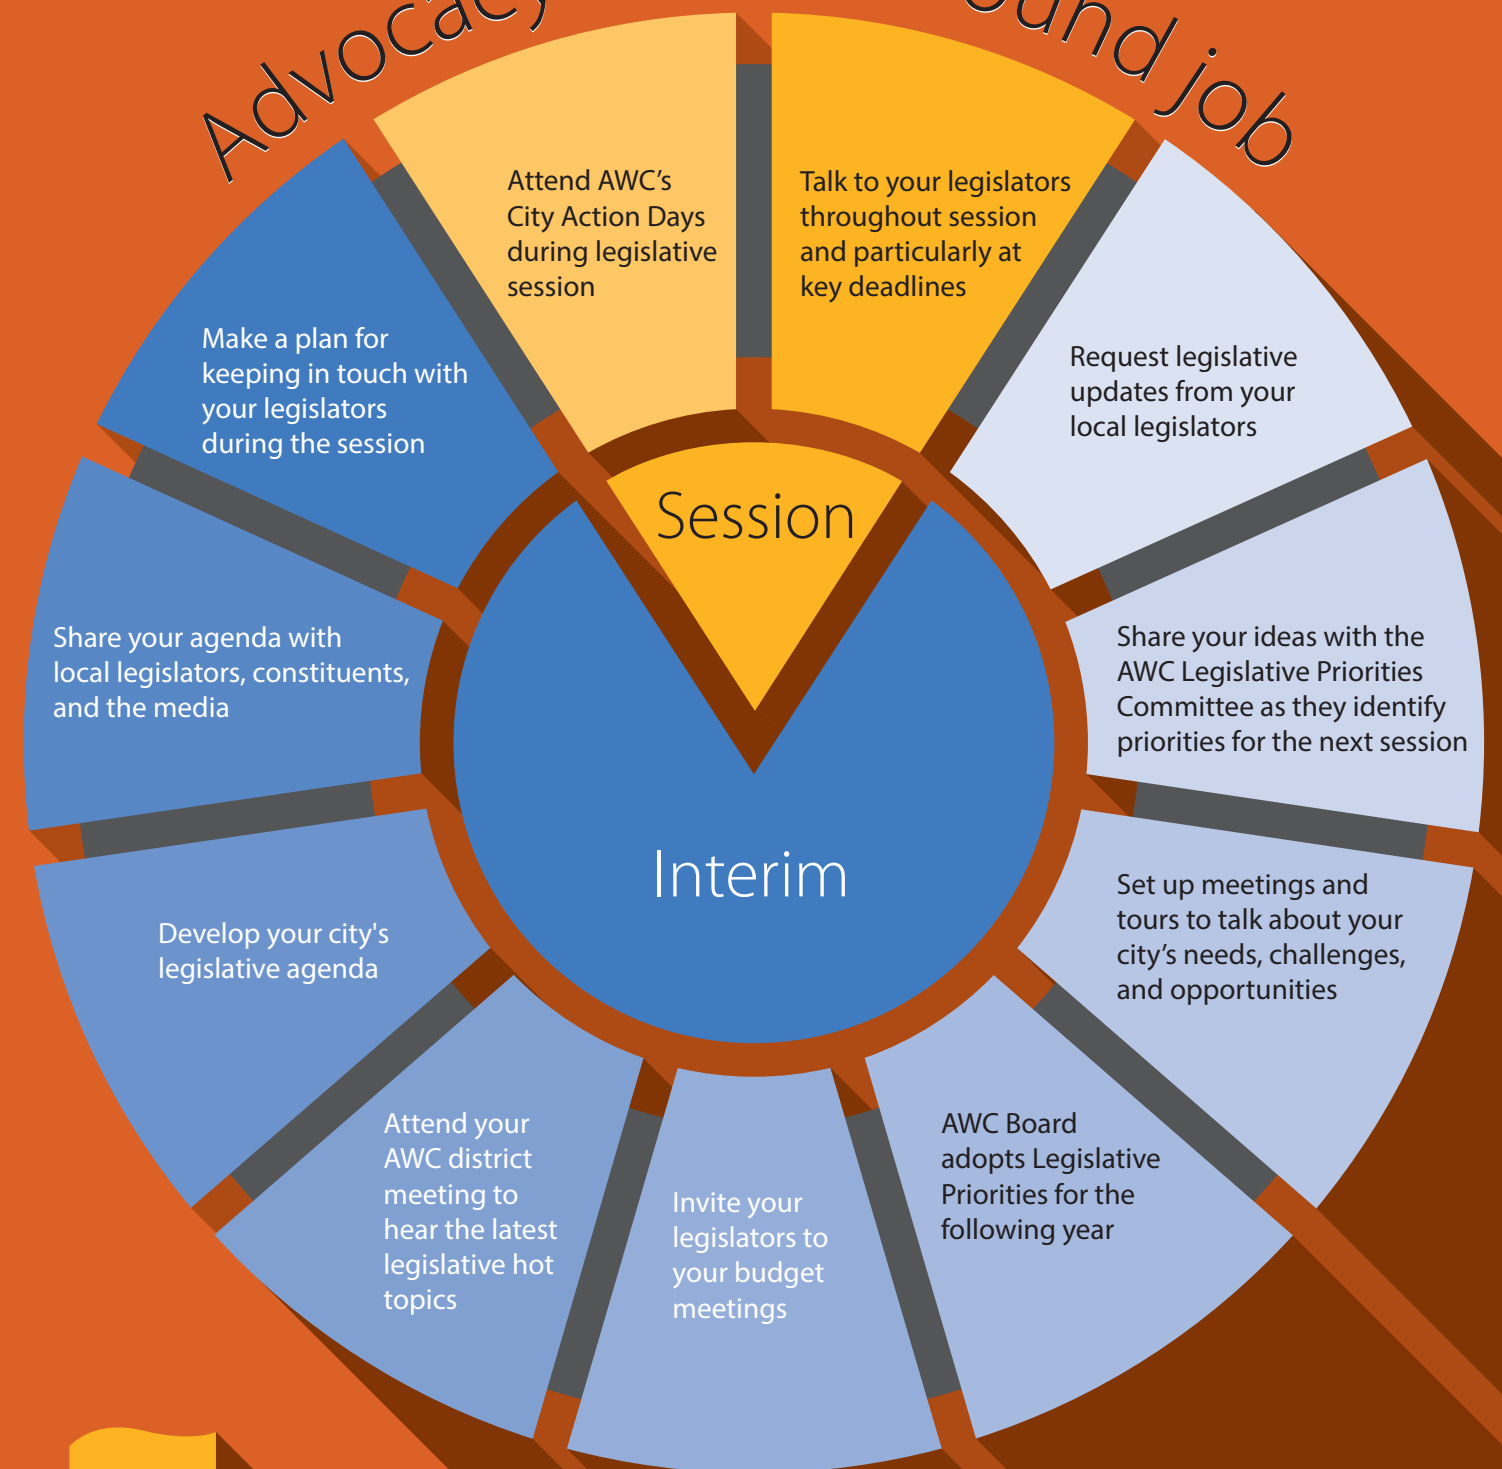 Advocacy
ound job
Attend AWC’s
City Action Days
during legislative
session
Talk to your legislators
throughout session
and particularly at
key deadlines
Request legislative
updates from your
local legislators
Share your ideas with the
AWC Legislative Priorities
Committee as they identify
priorities for the next session
Set up meetings and
tours to talk about your
city’s needs, challenges,
and opportunities
AWC Board
adopts Legislative
Priorities for the
following year
Invite your
legislators to
your budget
meetings
Attend your
AWC district
meeting to
hear the latest
legislative hot
topics
Develop your city's
legislative agenda
Share your agenda with
local legislators, constituents,
and the media
Make a plan for
keeping in touch with
your legislators
during the session
Session
Interim